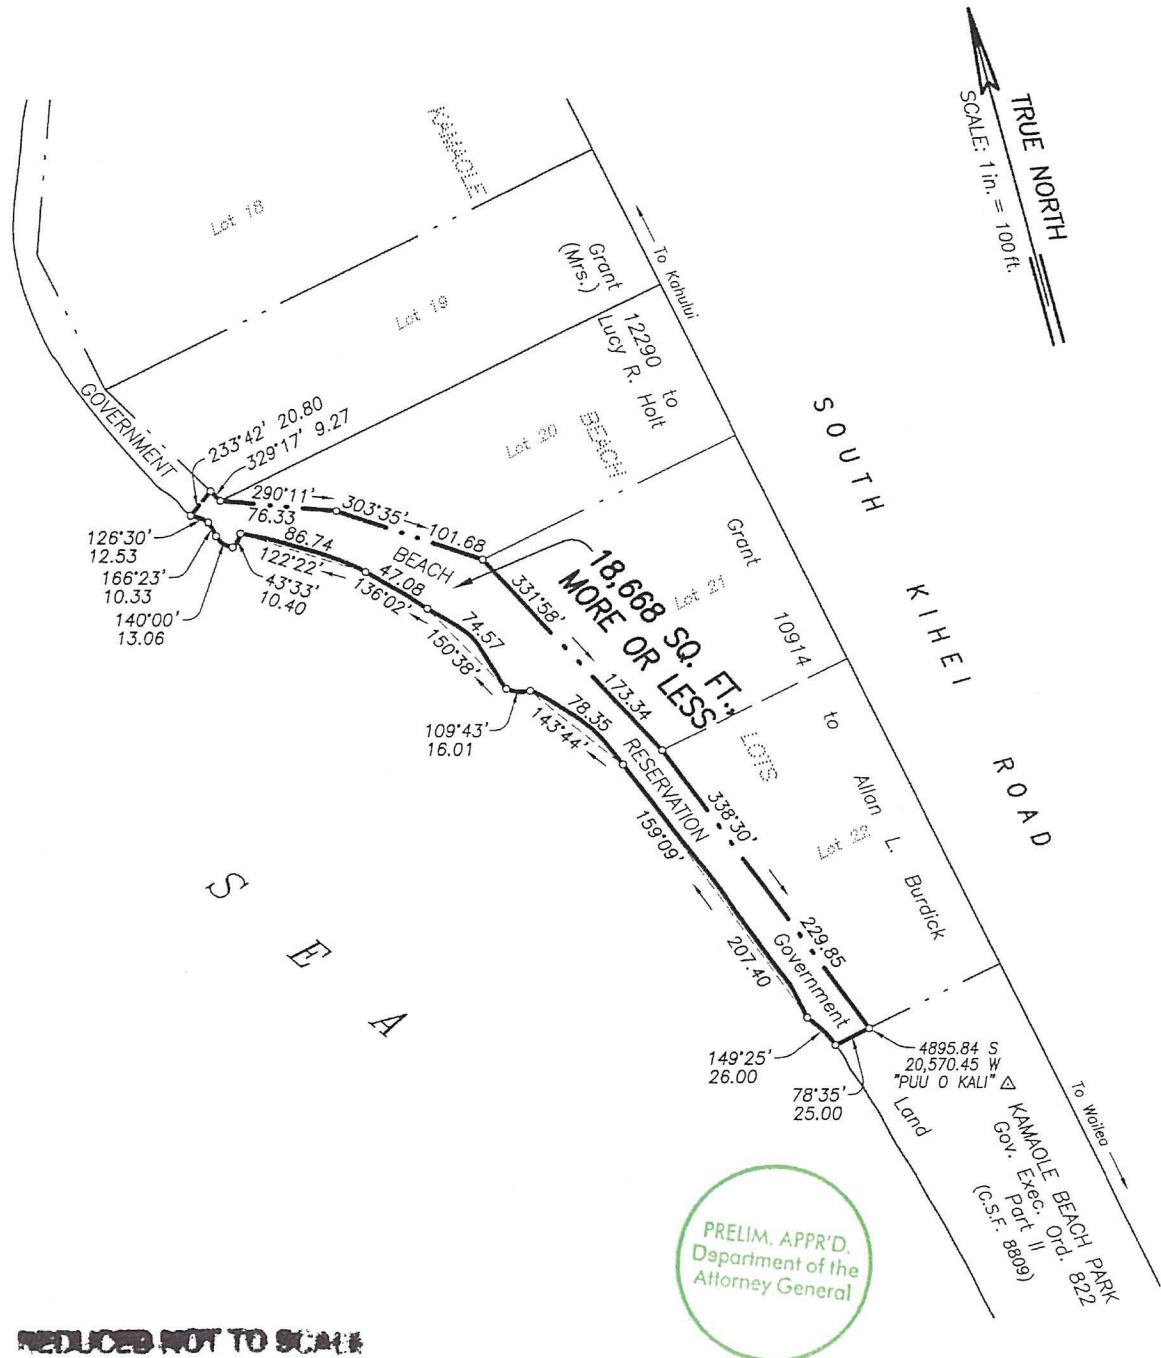 TRUE NORTH
SCALE: 1 in. = 100 ft.
KAMAOLE
Lot 18
Grant
(Mrs.)
To Kahului
Lot 19
12290 to
Lucy R. Holt
GOVERNMENT
233°42' 20.80
329°17' 9.27
Lot 20
BEACH
SOUTH KIHEI ROAD
290°11'
76.33
303°35'
101.68
126°30'
12.53
166°23'
10.33
140°00'
13.06
43°33'
10.40
86.74
122°22'
BEACH
47.08
136°02'
18,668 SQ. FT.,
MORE OR LESS
331°58'
173.34
Lot 21
Grant
10914
to
Allan L. Burdick
74.57
150°38'
109°43'
16.01
78.35
143°44'
RESERVATION
LOTS
338°30'
229.85
Lot 22
159°09'
207.40
SEA
Government
Land
149°25'
26.00
78°35'
25.00
4895.84 S
20,570.45 W
"PUU O KALI"
To Wailea
KAMAOLE BEACH PARK
Gov. Exec. Ord. 822
Part II
(C.S.F. 8809)
PRELIM. APPR'D.
Department of the
Attorney General
REDUCED NOT TO SCALE